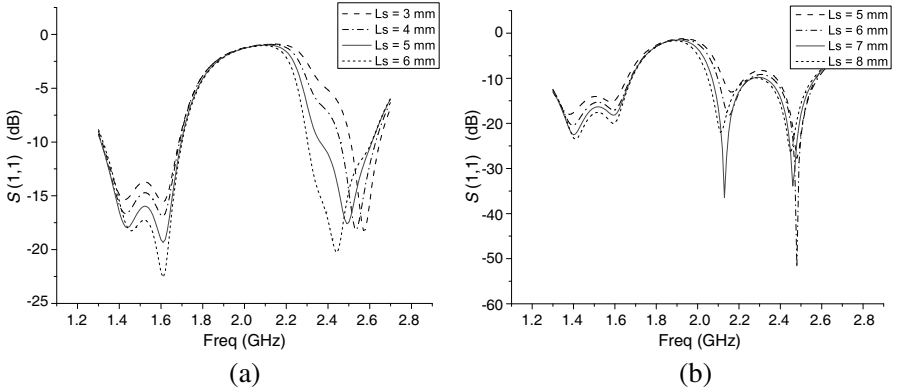 Ls = 3 mm
Ls = 4 mm
Ls = 5 mm
Ls = 6 mm
0
-5
-10
-15
-20
-25
S (1,1) (dB)
1.2 1.4 1.6 1.8 2.0 2.2 2.4 2.6 2.8
Freq (GHz)
(a)
Ls = 5 mm
Ls = 6 mm
Ls = 7 mm
Ls = 8 mm
0
-10
-20
-30
-40
-50
-60
S (1,1) (dB)
1.2 1.4 1.6 1.8 2.0 2.2 2.4 2.6 2.8
Freq (GHz)
(b)